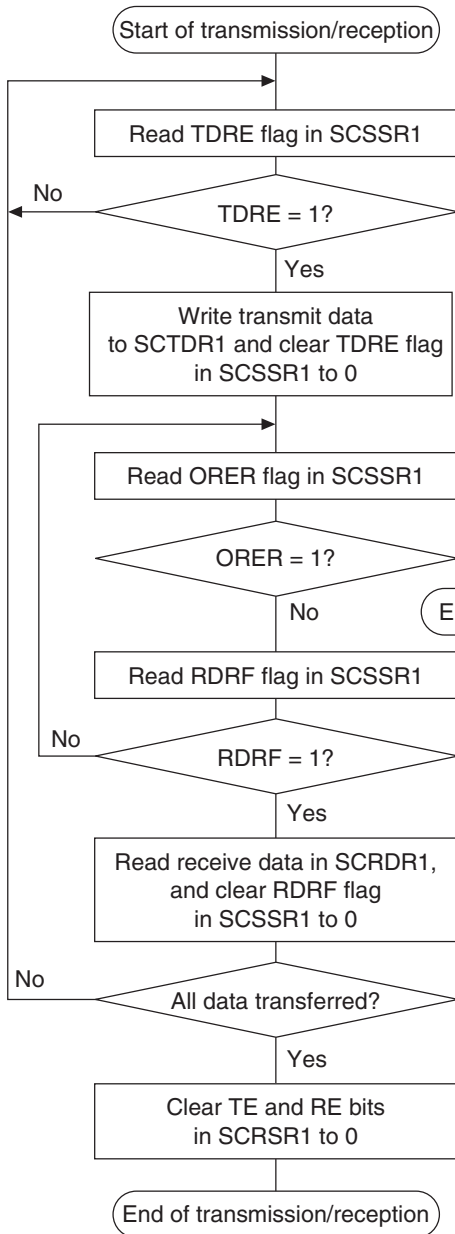 Start of transmission/reception
Read TDRE flag in SCSSR1
No
TDRE = 1?
Yes
Write transmit data
to SCTDR1 and clear TDRE flag
in SCSSR1 to 0
Read ORER flag in SCSSR1
ORER = 1?
No
E
Read RDRF flag in SCSSR1
No
RDRF = 1?
Yes
Read receive data in SCRDR1,
and clear RDRF flag
in SCSSR1 to 0
No
All data transferred?
Yes
Clear TE and RE bits
in SCRSR1 to 0
End of transmission/reception